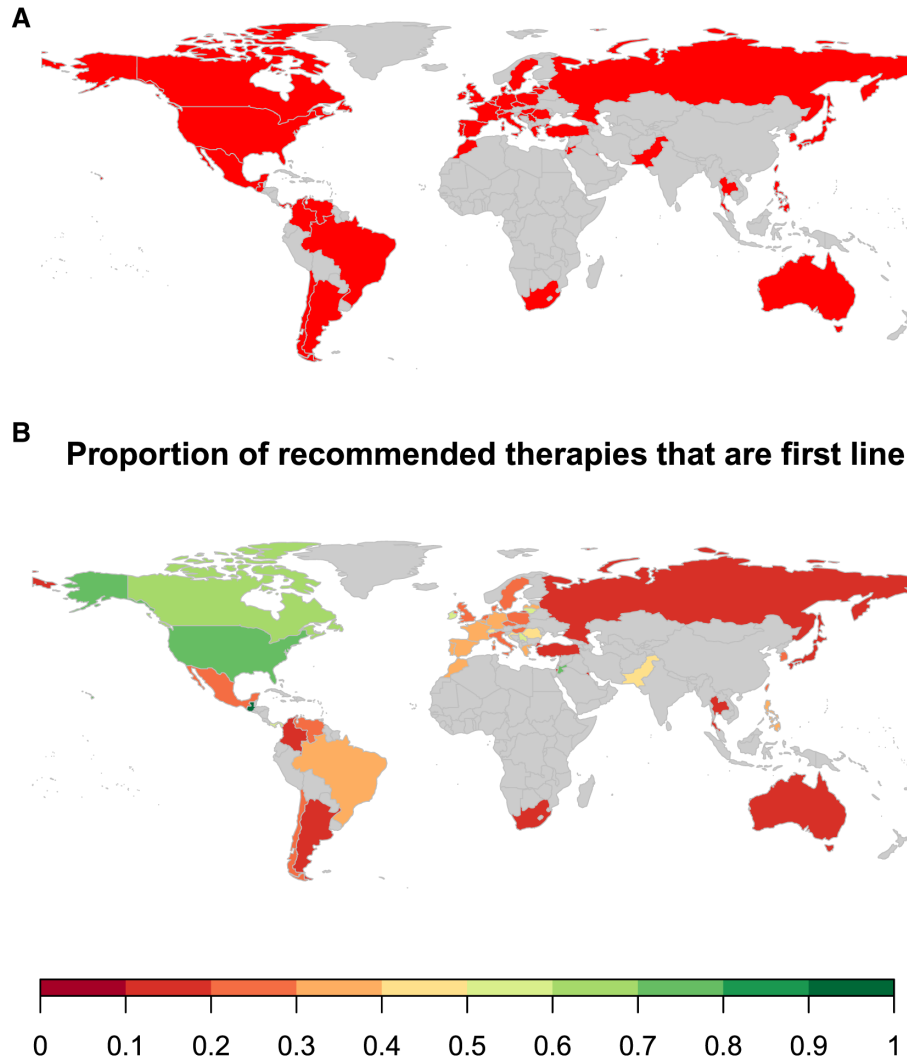 A
B
Proportion of recommended therapies that are first line
0 0.1 0.2 0.3 0.4 0.5 0.6 0.7 0.8 0.9 1